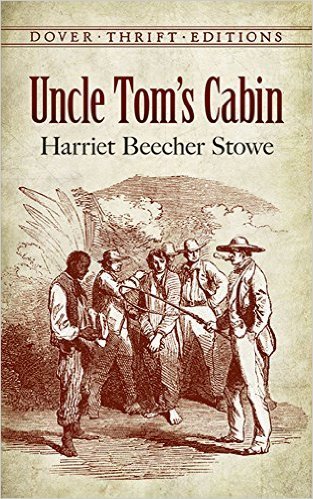 DOVER · THRIFT · EDITIONS
Uncle Tom's Cabin
Harriet Beecher Stowe